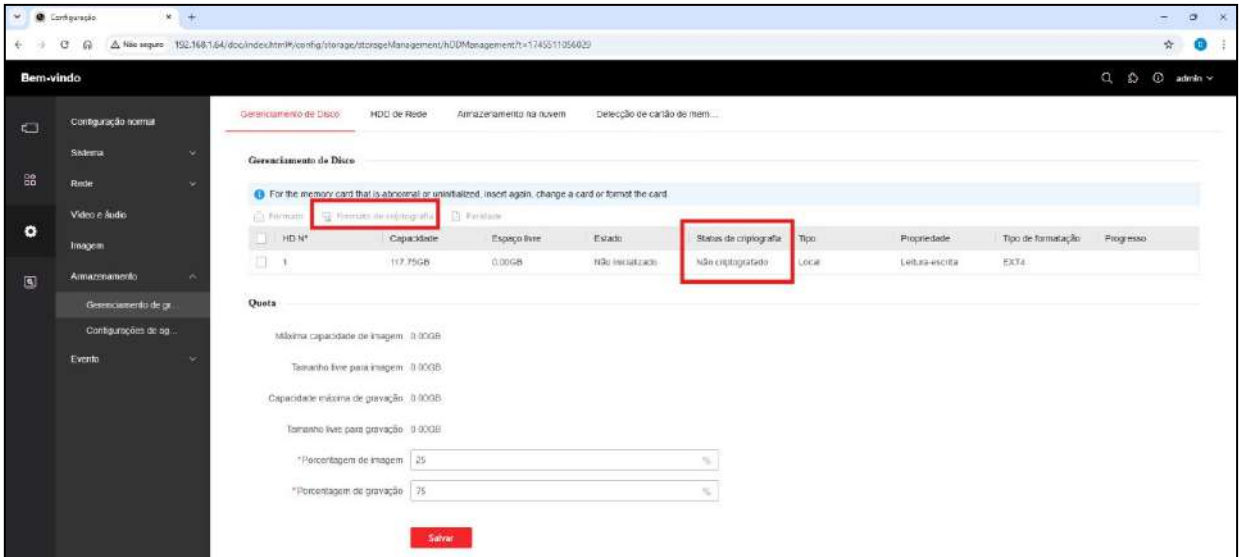 Configuração
Não seguro 192.168.1.64/doc/index.html#/config/storage/storageManagement/hDDManagement/t=1745511056029
Bem-vindo
admin
Configuração normal
Sistema
Rede
Vídeo e Áudio
Imagem
Armazenamento
Gerenciamento de gr...
Configurações de ag...
Evento
Gerenciamento de Disco HDD de Rede Armazenamento na nuvem Detecção de cartão de mem...
Gerenciamento de Disco
For the memory card that is abnormal or uninitialized, insert again, change a card or format the card.
Formato Formato de criptografia Paridade
HD Nº Capacidade Espaço livre Estado Status de criptografia Tipo Propriedade Tipo de formatação Progresso
1 117.75GB 0.00GB Não inicializado Não criptografado Local Leitura-escrita EXT4
Quota
Máxima capacidade de imagem 0.00GB
Tamanho livre para imagem 0.00GB
Capacidade máxima de gravação 0.00GB
Tamanho livre para gravação 0.00GB
*Porcentagem de imagem 25 %
*Porcentagem de gravação 75 %
Salvar